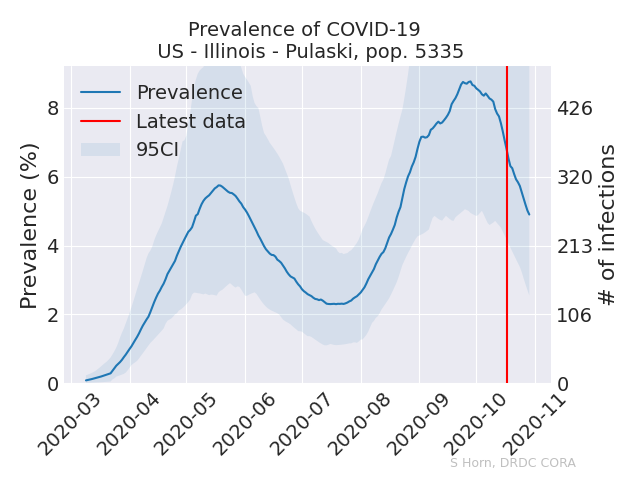 Prevalence of COVID-19
US - Illinois - Pulaski, pop. 5335
Prevalence
Latest data
95CI
Prevalence (%)
8
6
4
2
0
# of infections
426
320
213
106
0
2020-03
2020-04
2020-05
2020-06
2020-07
2020-08
2020-09
2020-10
2020-11
S Horn, DRDC CORA